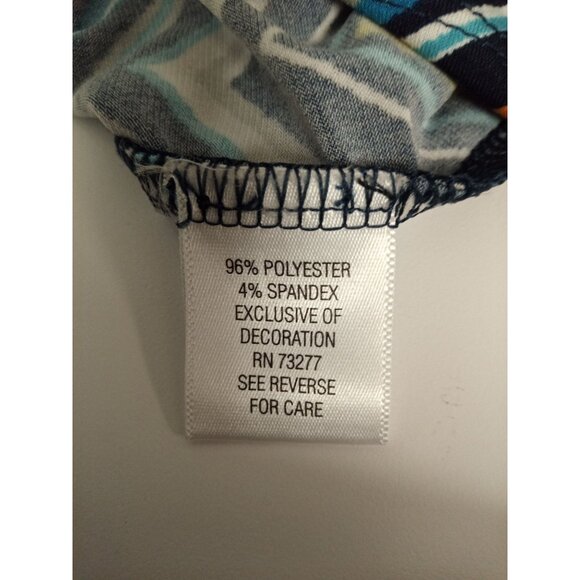 96% POLYESTER
4% SPANDEX
EXCLUSIVE OF
DECORATION
RN 73277
SEE REVERSE
FOR CARE